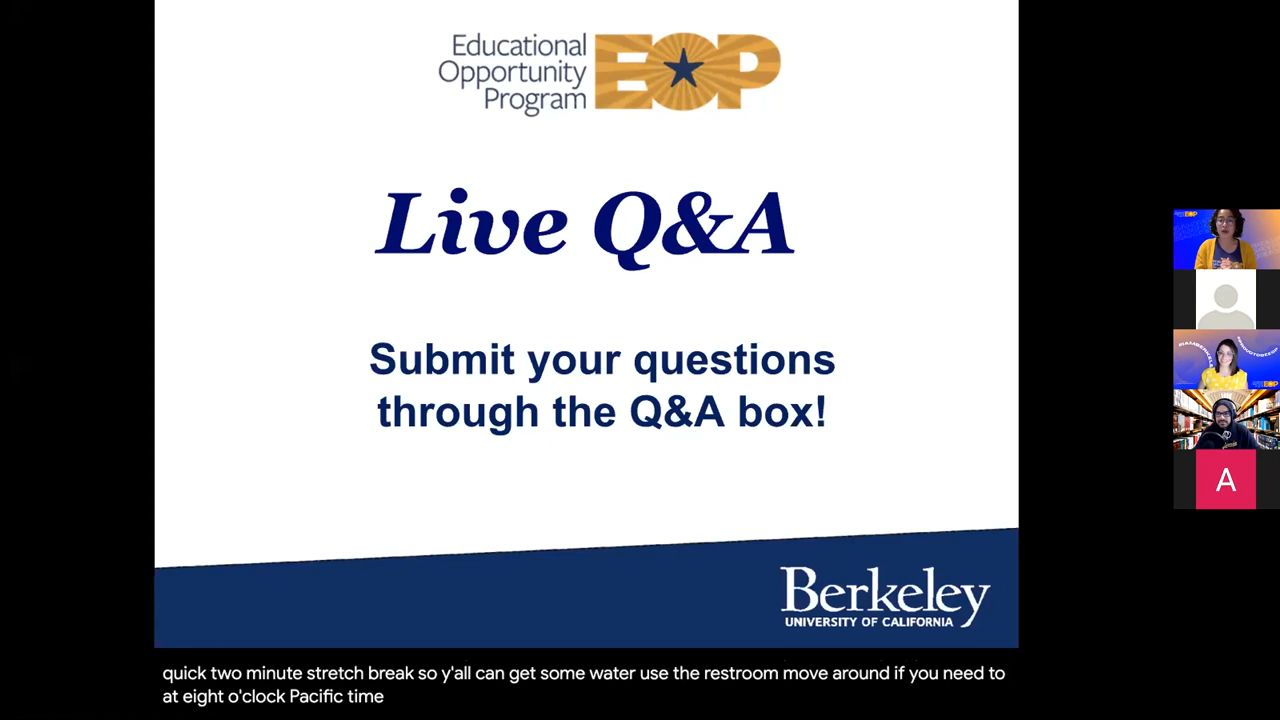 Educational
Opportunity
Program
EOP
Live Q&A
Submit your questions
through the Q&A box!
Berkeley
UNIVERSITY OF CALIFORNIA
quick two minute stretch break so y'all can get some water use the restroom move around if you need to
at eight o'clock Pacific time
EOP
EOP
A